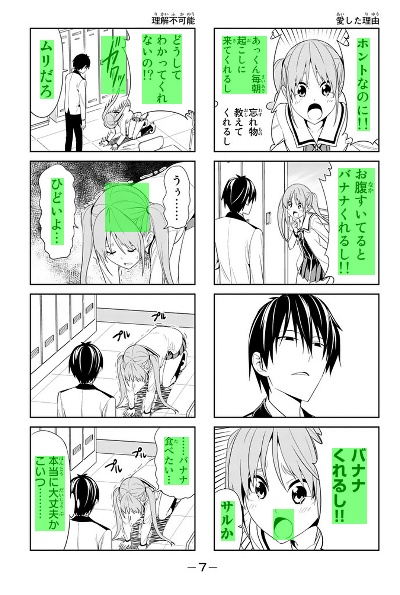 愛した理由
ホントなのに!!
あっくん毎朝
起こしに
来てくれるし
忘れ物
教えて
くれるし
お腹すいてると
バナナくれるし!!
バナナ
くれるし!!
サルか
理解不可能
どうして
わかってくれ
ないの!?
ガクッ
ムリだろ
うぅ……
ひどいよ…
プル
プル
……バナナ
食べたい…
本当に大丈夫か
こいつ………
―7―